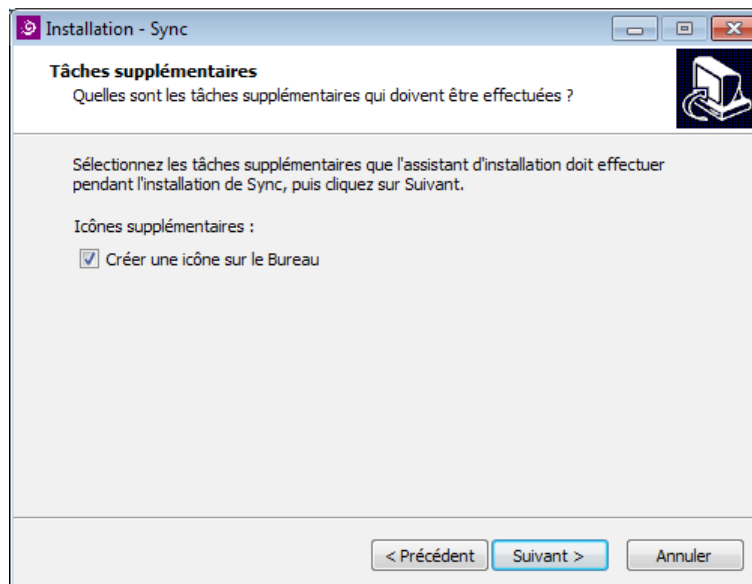 Installation - Sync
Tâches supplémentaires
Quelles sont les tâches supplémentaires qui doivent être effectuées ?
Sélectionnez les tâches supplémentaires que l'assistant d'installation doit effectuer
pendant l'installation de Sync, puis cliquez sur Suivant.
Icônes supplémentaires :
Créer une icône sur le Bureau
< Précédent
Suivant >
Annuler